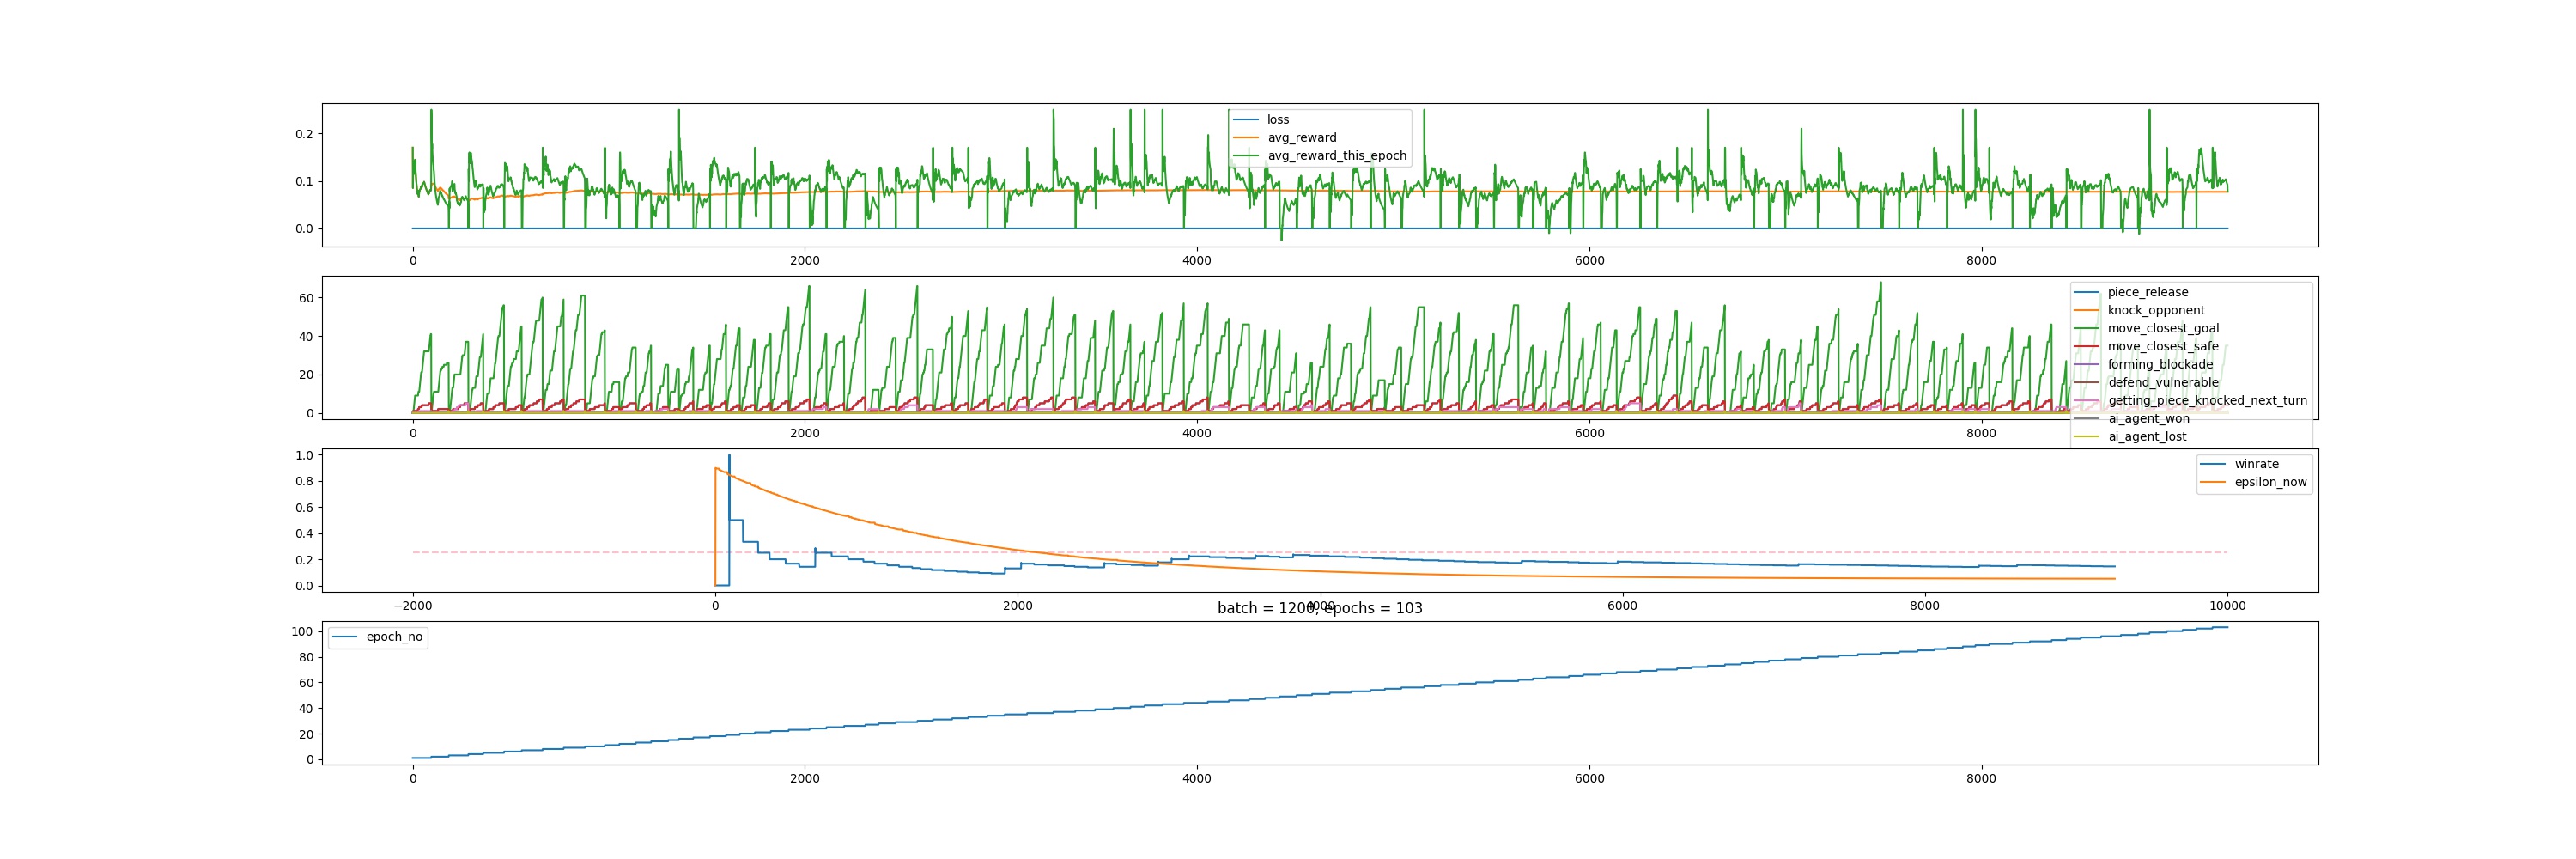 loss
avg_reward
avg_reward_this_epoch
0.2
0.1
0.0
0 2000 4000 6000 8000
piece_release
knock_opponent
move_closest_goal
move_closest_safe
forming_blockade
defend_vulnerable
getting_piece_knocked_next_turn
ai_agent_won
ai_agent_lost
60
40
20
0
0 2000 4000 6000 8000
winrate
epsilon_now
1.0
0.8
0.6
0.4
0.2
0.0
−2000 0 2000 4000 6000 8000 10000
batch = 1200, epochs = 103
epoch_no
100
80
60
40
20
0
0 2000 4000 6000 8000